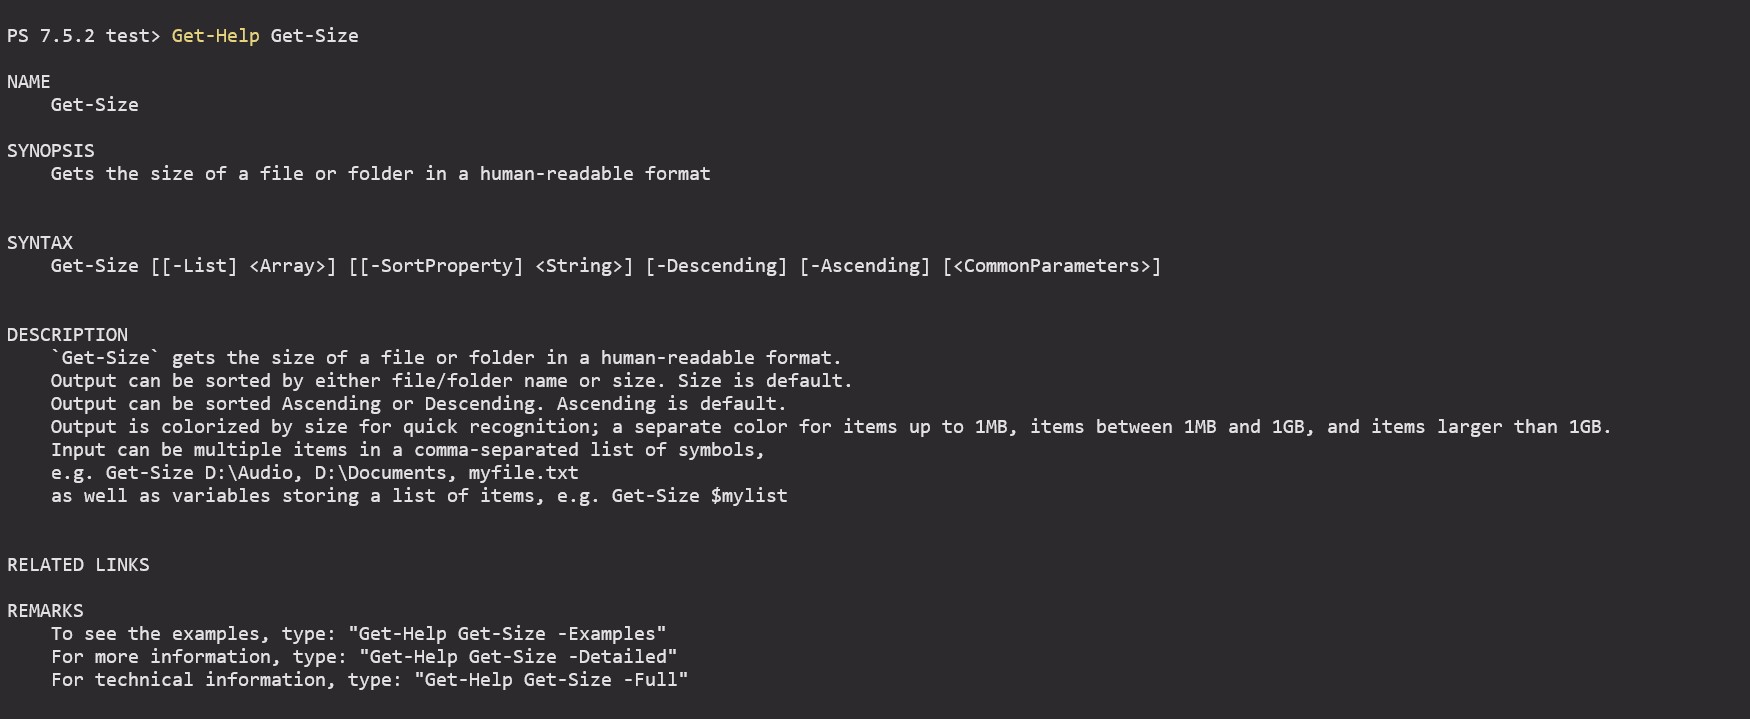 PS 7.5.2 test> Get-Help Get-Size
NAME
Get-Size
SYNOPSIS
Gets the size of a file or folder in a human-readable format
SYNTAX
Get-Size [[-List] <Array>] [[-SortProperty] <String>] [-Descending] [-Ascending] [<CommonParameters>]
DESCRIPTION
`Get-Size` gets the size of a file or folder in a human-readable format.
Output can be sorted by either file/folder name or size. Size is default.
Output can be sorted Ascending or Descending. Ascending is default.
Output is colorized by size for quick recognition; a separate color for items up to 1MB, items between 1MB and 1GB, and items larger than 1GB.
Input can be multiple items in a comma-separated list of symbols,
e.g. Get-Size D:\Audio, D:\Documents, myfile.txt
as well as variables storing a list of items, e.g. Get-Size $mylist
RELATED LINKS
REMARKS
To see the examples, type: "Get-Help Get-Size -Examples"
For more information, type: "Get-Help Get-Size -Detailed"
For technical information, type: "Get-Help Get-Size -Full"